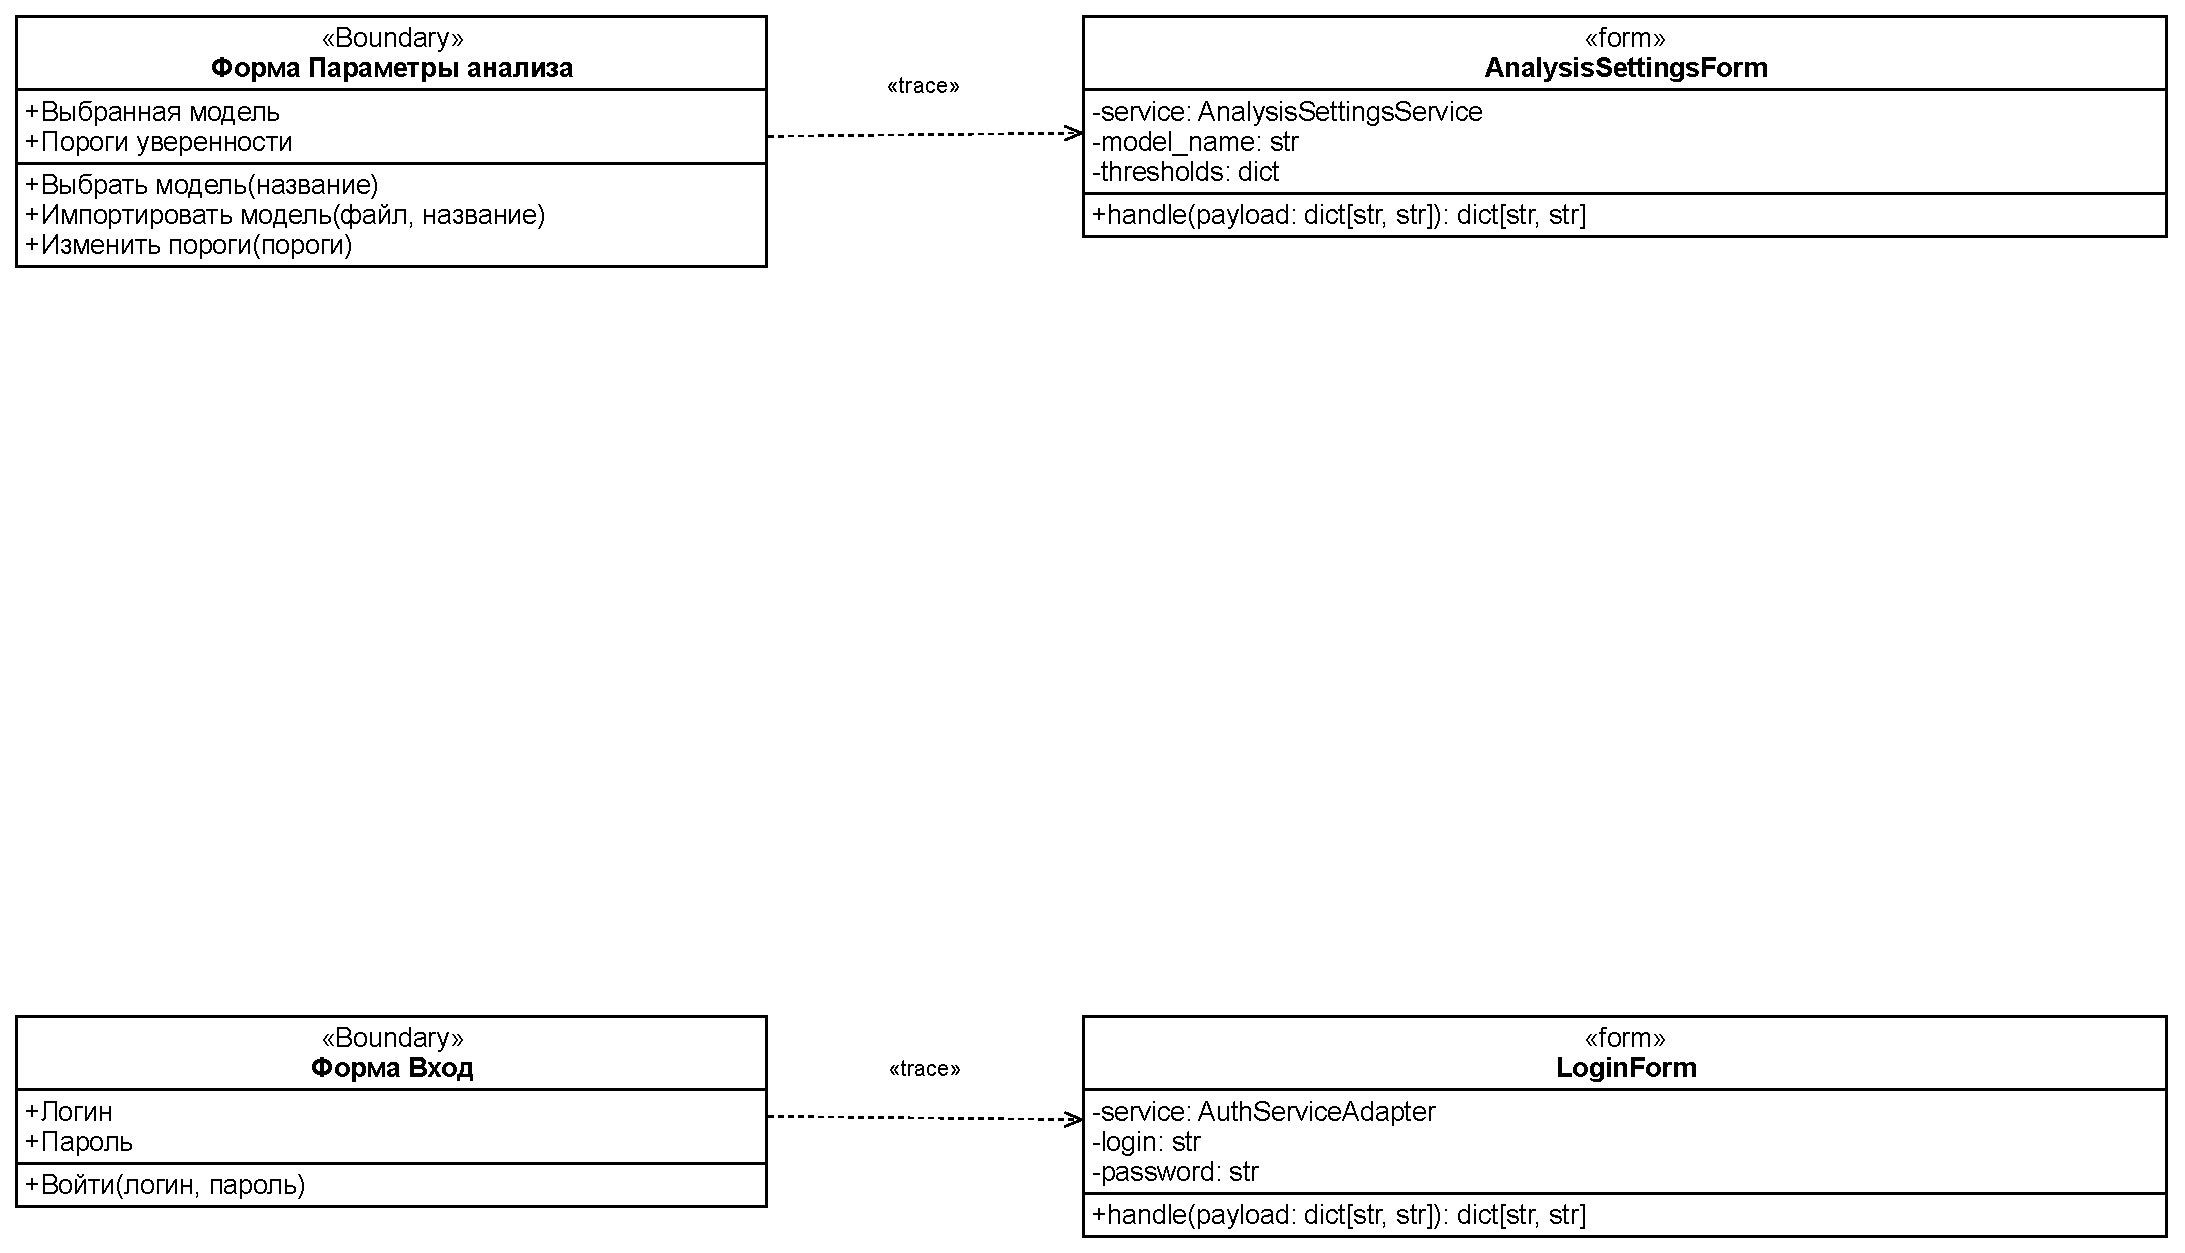 «Boundary»
Форма Параметры анализа
+Выбранная модель
+Пороги уверенности
+Выбрать модель(название)
+Импортировать модель(файл, название)
+Изменить пороги(пороги)
«trace»
«form»
AnalysisSettingsForm
-service: AnalysisSettingsService
-model_name: str
-thresholds: dict
+handle(payload: dict[str, str]): dict[str, str]
«Boundary»
Форма Вход
+Логин
+Пароль
+Войти(логин, пароль)
«trace»
«form»
LoginForm
-service: AuthServiceAdapter
-login: str
-password: str
+handle(payload: dict[str, str]): dict[str, str]